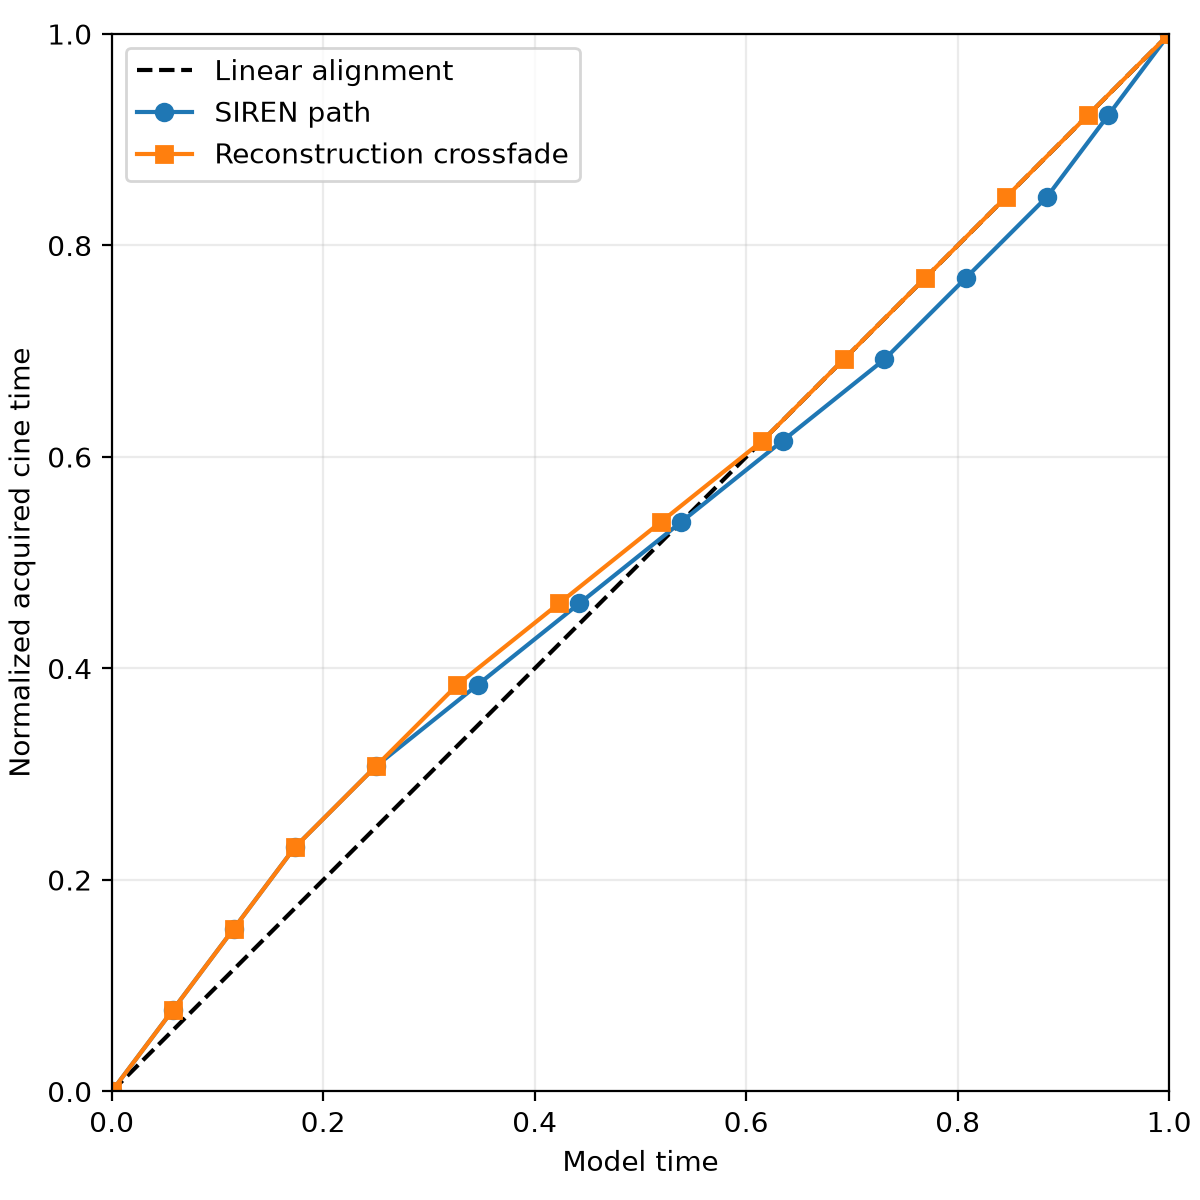 Linear alignment
SIREN path
Reconstruction crossfade
Normalized acquired cine time
1.0
0.8
0.6
0.4
0.2
0.0
0.0 0.2 0.4 0.6 0.8 1.0
Model time